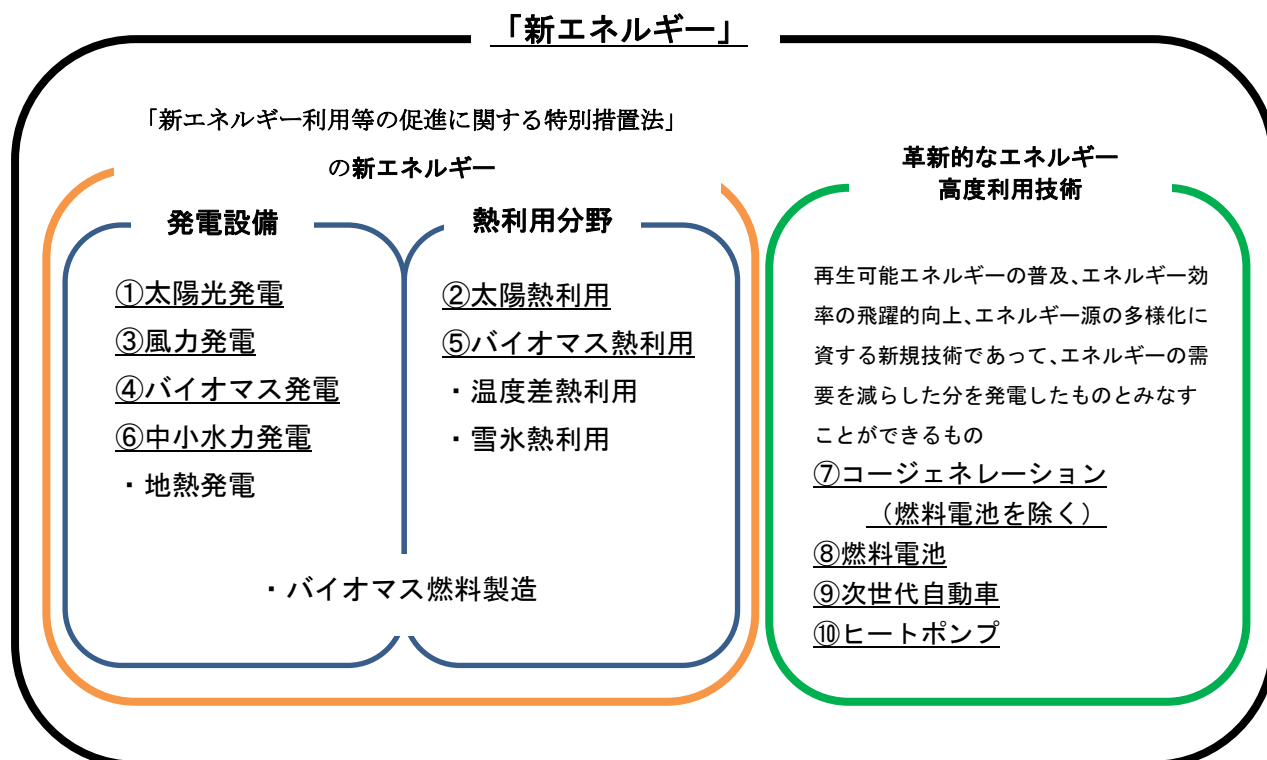 「新エネルギー」
「新エネルギー利用等の促進に関する特別措置法」
の新エネルギー
発電設備
①太陽光発電
③風力発電
④バイオマス発電
⑥中小水力発電
・地熱発電
熱利用分野
②太陽熱利用
⑤バイオマス熱利用
・温度差熱利用
・雪氷熱利用
・バイオマス燃料製造
革新的なエネルギー
高度利用技術
再生可能エネルギーの普及、エネルギー効
率の飛躍的向上、エネルギー源の多様化に
資する新規技術であって、エネルギーの需
要を減らした分を発電したものとみなす
ことができるもの
⑦コージェネレーション
（燃料電池を除く）
⑧燃料電池
⑨次世代自動車
⑩ヒートポンプ